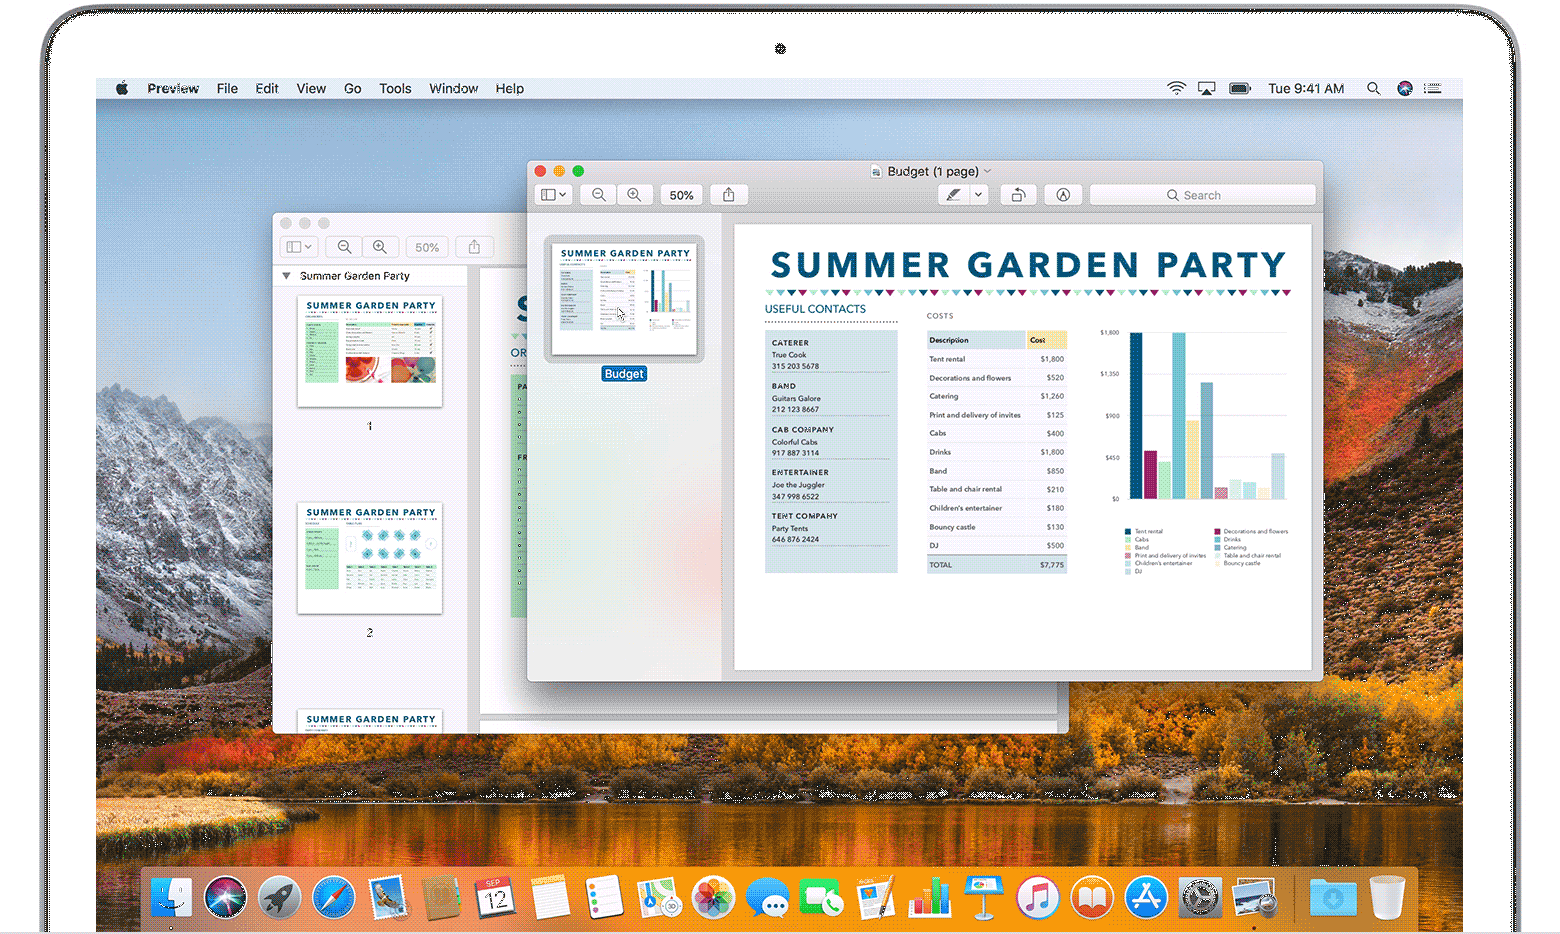 Preview File Edit View Go Tools Window Help
Tue 9:41 AM
Budget (1 page)
50%
Search
50%
Summer Garden Party
SUMMER GARDEN PARTY
1
SUMMER GARDEN PARTY
2
SUMMER GARDEN PARTY
S
OR
PA
FR
SUMMER GARDEN PARTY
USEFUL CONTACTS
Budget
SUMMER GARDEN PARTY
USEFUL CONTACTS
CATERER
True Cook
315 203 5678
BAND
Guitars Galore
212 123 8667
CAB COMPANY
Colorful Cabs
917 887 3114
ENTERTAINER
Joe the Juggler
347 998 6522
TENT COMPANY
Party Tents
646 876 2424
COSTS
Description Cost
Tent rental $1,800
Decorations and flowers $520
Catering $1,260
Print and delivery of invites $125
Cabs $400
Drinks $1,800
Band $850
Table and chair rental $210
Children's entertainer $180
Bouncy castle $130
DJ $500
TOTAL $7,775
$1,800
$1,350
$900
$450
$0
Tent rental
Cabs
Band
Print and delivery of invites
Children's entertainer
DJ
Decorations and flowers
Drinks
Catering
Table and chair rental
Bouncy castle
SEP
12